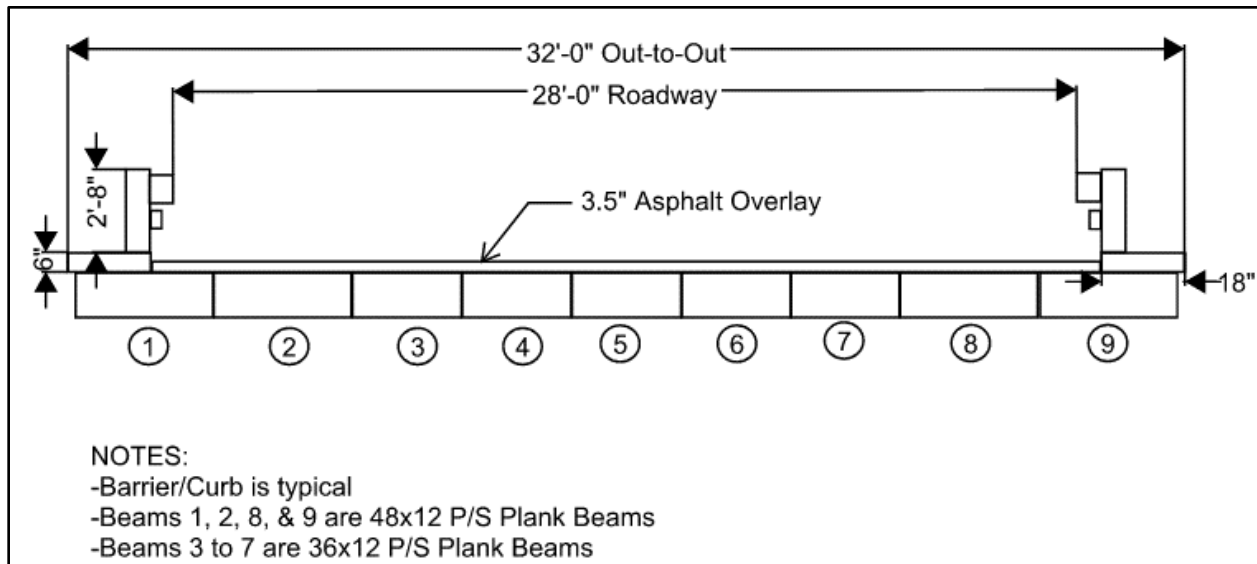 32'-0" Out-to-Out
28'-0" Roadway
2'-8"
3.5" Asphalt Overlay
6"
18"
1 2 3 4 5 6 7 8 9
NOTES:
-Barrier/Curb is typical
-Beams 1, 2, 8, & 9 are 48x12 P/S Plank Beams
-Beams 3 to 7 are 36x12 P/S Plank Beams